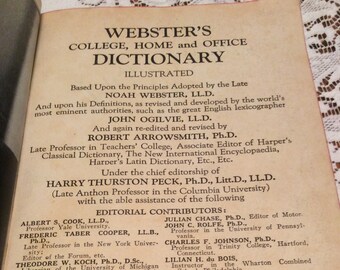 WEBSTER'S
COLLEGE, HOME and OFFICE
DICTIONARY
ILLUSTRATED
Based Upon the Principles Adopted by the Late
NOAH WEBSTER, LL.D.
And upon his Definitions, as revised and developed by the world's
most eminent authorities, such as the great English lexicographer
JOHN OGILVIE, LL.D.
And again re-edited and revised by
ROBERT ARROWSMITH, Ph.D.
Late Professor in Teachers' College, Associate Editor of Harper's
Classical Dictionary, The New International Encyclopaedia,
Harper's Latin Dictionary, Etc., Etc.
Under the chief editorship of
HARRY THURSTON PECK, Ph.D., Litt.D., LL.D.
(Late Anthon Professor in the Columbia University)
with the able assistance of the following
EDITORIAL CONTRIBUTORS:
ALBERT S. COOK, LL.D.,
Professor Yale University.
FREDERIC TABER COOPER, LL.B.,
Ph.D.,
Late Professor in the New York University.
Editor of the Forum, etc.
THEODORE W. KOCH, Ph.D., D.Sc.,
University of Michigan
JULIAN CHASE, Ph.D., Editor of Motor.
JOHN C. ROLFE, Ph.D.,
Professor in the University of Pennsylvania.
CHARLES F. JOHNSON, Ph.D.,
Professor in Trinity College, Hartford,
Connecticut.
LILIAN H. du BOIS,
Instructor in the Wharton Combined